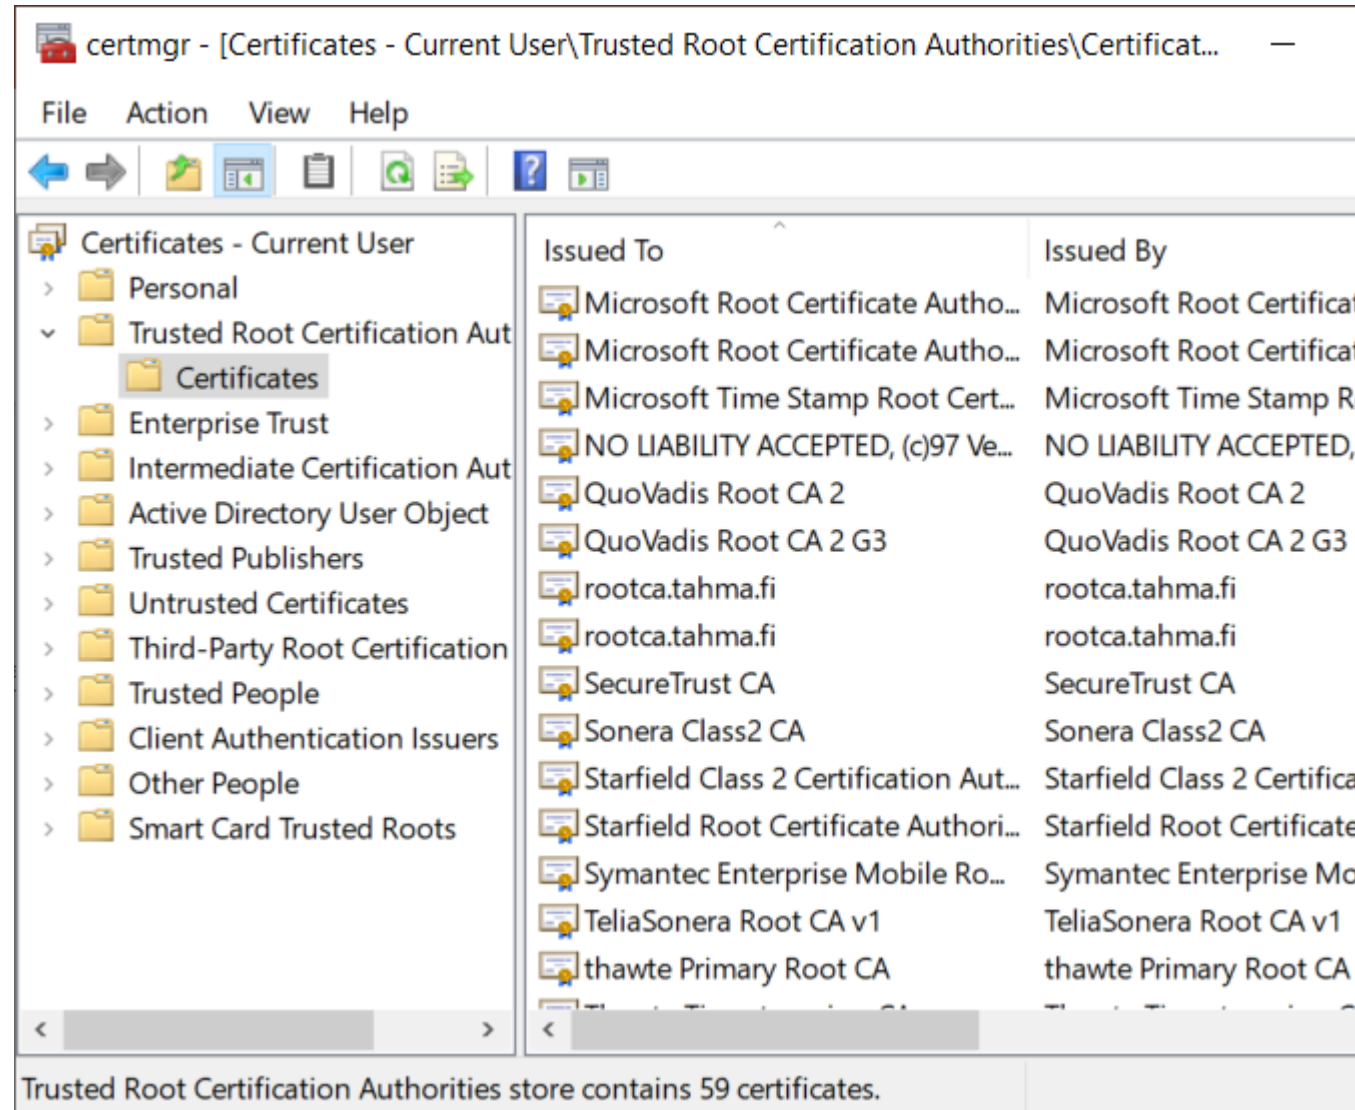 certmgr - [Certificates - Current User\Trusted Root Certification Authorities\Certificat...
File Action View Help
Certificates - Current User
Personal
Trusted Root Certification Aut
Certificates
Enterprise Trust
Intermediate Certification Aut
Active Directory User Object
Trusted Publishers
Untrusted Certificates
Third-Party Root Certification
Trusted People
Client Authentication Issuers
Other People
Smart Card Trusted Roots
Issued To Issued By
Microsoft Root Certificate Autho... Microsoft Root Certificat
Microsoft Root Certificate Autho... Microsoft Root Certificat
Microsoft Time Stamp Root Cert... Microsoft Time Stamp R
NO LIABILITY ACCEPTED, (c)97 Ve... NO LIABILITY ACCEPTED,
QuoVadis Root CA 2 QuoVadis Root CA 2
QuoVadis Root CA 2 G3 QuoVadis Root CA 2 G3
rootca.tahma.fi rootca.tahma.fi
rootca.tahma.fi rootca.tahma.fi
SecureTrust CA SecureTrust CA
Sonera Class2 CA Sonera Class2 CA
Starfield Class 2 Certification Aut... Starfield Class 2 Certifica
Starfield Root Certificate Authori... Starfield Root Certificate
Symantec Enterprise Mobile Ro... Symantec Enterprise Mo
TeliaSonera Root CA v1 TeliaSonera Root CA v1
thawte Primary Root CA thawte Primary Root CA
Trusted Root Certification Authorities store contains 59 certificates.